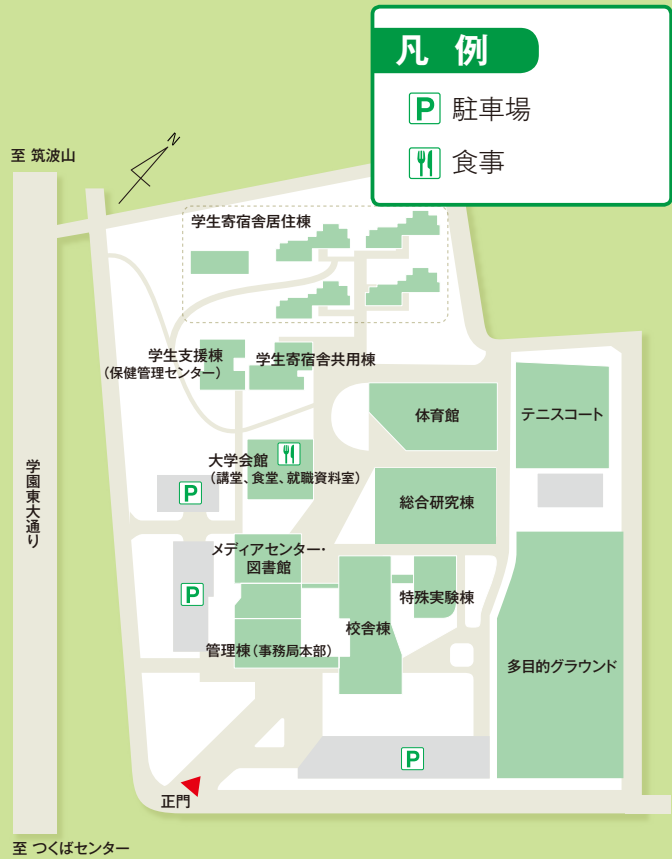 凡 例
P 駐車場
食事
N
至 筑波山
学生寄宿舎居住棟
学生支援棟
（保健管理センター）
学生寄宿舎共用棟
体育館
テニスコート
大学会館
（講堂、食堂、就職資料室）
学園東大通り
P
総合研究棟
メディアセンター・
図書館
P
特殊実験棟
校舎棟
管理棟（事務局本部）
多目的グラウンド
P
正門
至 つくばセンター